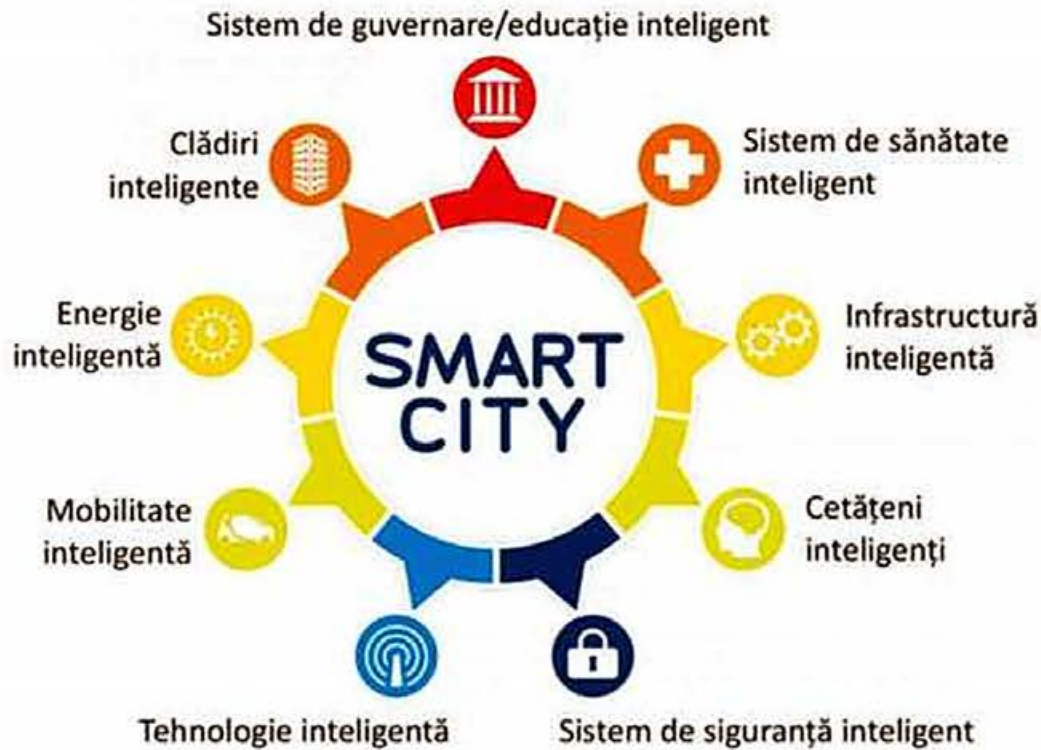 Sistem de guvernare/educație inteligent
Clădiri
inteligente
Sistem de sănătate
inteligent
Energie
inteligentă
SMART
CITY
Infrastructură
inteligentă
Mobilitate
inteligentă
Cetățeni
inteligenți
Tehnologie inteligentă
Sistem de siguranță inteligent